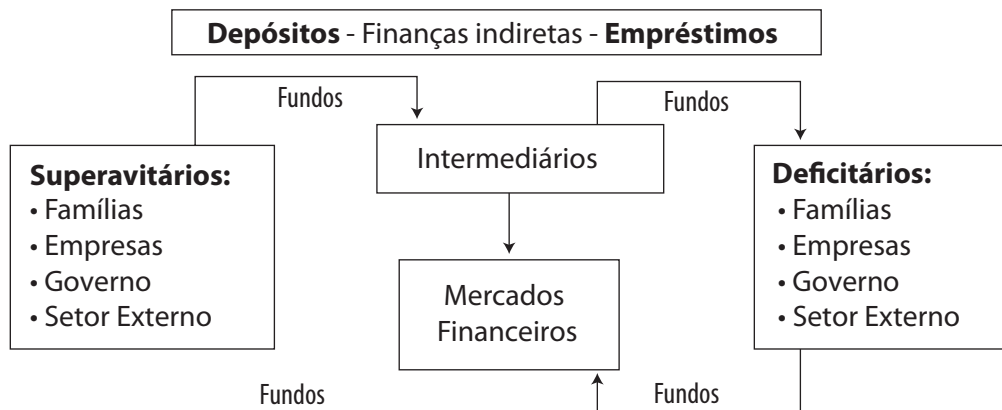 Depósitos - Finanças indiretas - Empréstimos
Fundos
Fundos
Intermediários
Superavitários:
• Famílias
• Empresas
• Governo
• Setor Externo
Deficitários:
• Famílias
• Empresas
• Governo
• Setor Externo
Mercados
Financeiros
Fundos
Fundos